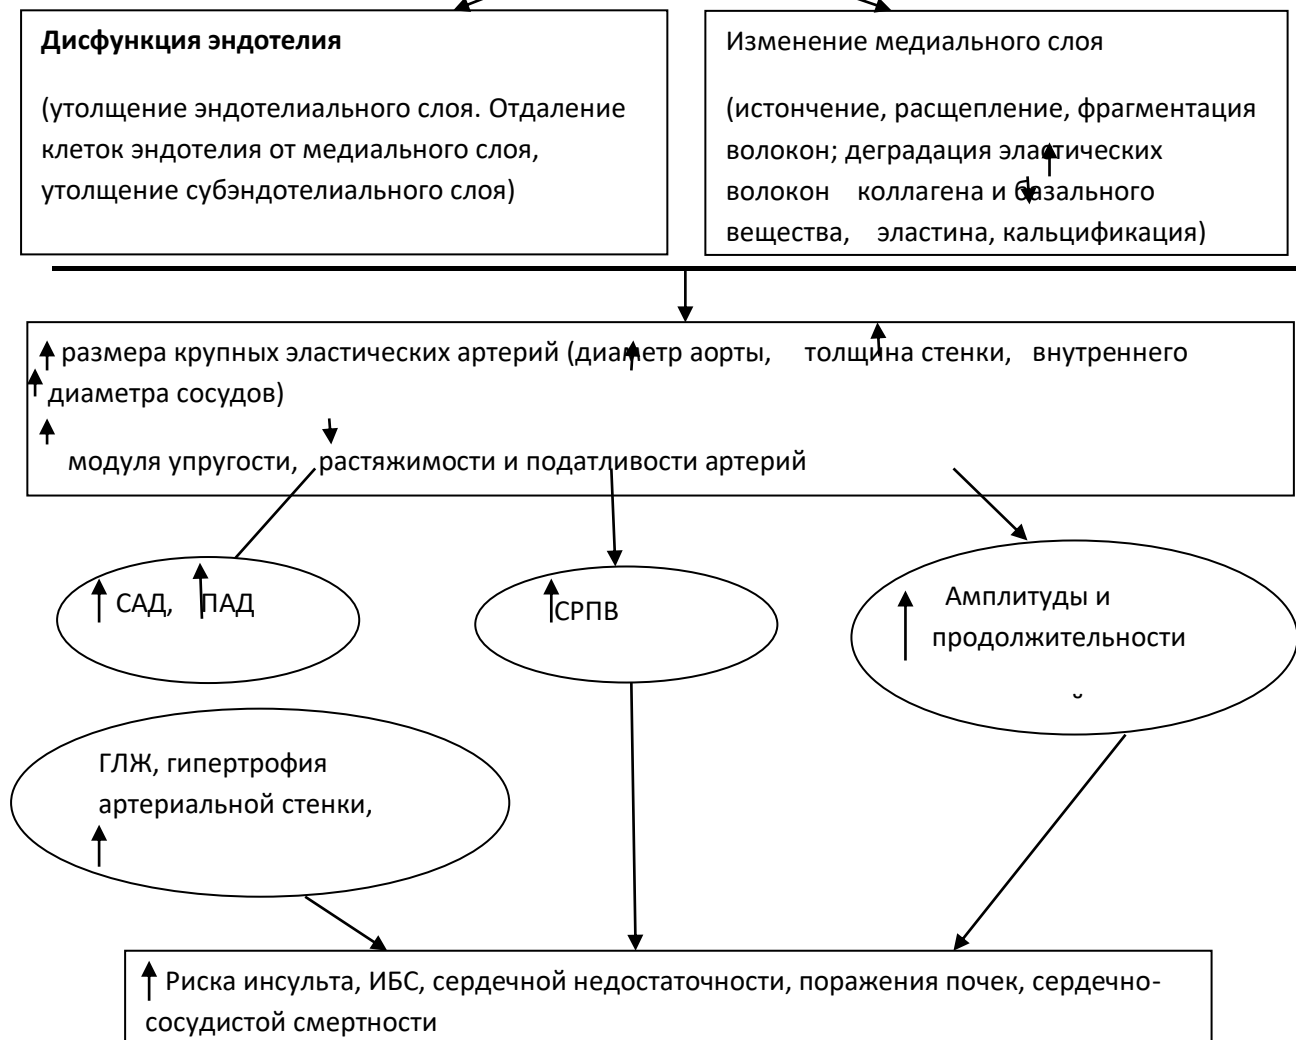 Дисфункция эндотелия
(утолщение эндотелиального слоя. Отдаление
клеток эндотелия от медиального слоя,
утолщение субэндотелиального слоя)
Изменение медиального слоя
(истончение, расщепление, фрагментация
волокон; деградация эластических
волокон коллагена и базального
вещества, эластина, кальцификация)
размера крупных эластических артерий (диаметр аорты, толщина стенки, внутреннего
диаметра сосудов)
модуля упругости, растяжимости и податливости артерий
САД, ПАД
СРПВ
Амплитуды и
продолжительности
ГЛЖ, гипертрофия
артериальной стенки,
Риска инсульта, ИБС, сердечной недостаточности, поражения почек, сердечно-
сосудистой смертности